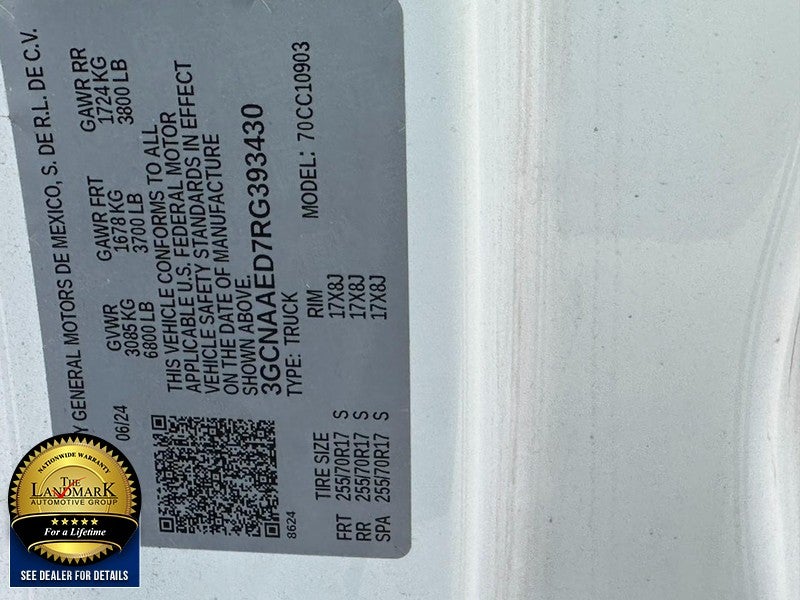 Y GENERAL MOTORS DE MEXICO, S. DE R.L. DE C.V.
06/24 GVWR GAWR FRT GAWR RR
3085KG 1678 KG 1724 KG
6800 LB 3700 LB 3800 LB
THIS VEHICLE CONFORMS TO ALL
APPLICABLE U.S. FEDERAL MOTOR
VEHICLE SAFETY STANDARDS IN EFFECT
ON THE DATE OF MANUFACTURE
SHOWN ABOVE.
3GCNAAED7RG393430
TYPE: TRUCK MODEL: 70CC10903
8624
TIRE SIZE RIM
FRT 255/70R17 S 17X8J
RR 255/70R17 S 17X8J
SPA 255/70R17 S 17X8J
NATIONWIDE WARRANTY
THE
LANDMARK
AUTOMOTIVE GROUP
For a Lifetime
SEE DEALER FOR DETAILS